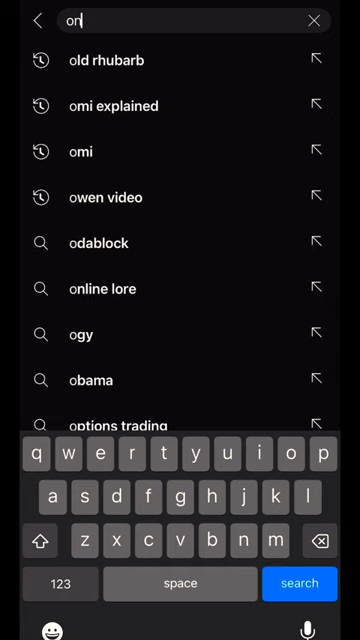 on
old rhubarb
omi explained
omi
owen video
odablock
online lore
ogy
obama
options trading
q w e r t y u i o p
a s d f g h j k l
z x c v b n m
123 space search